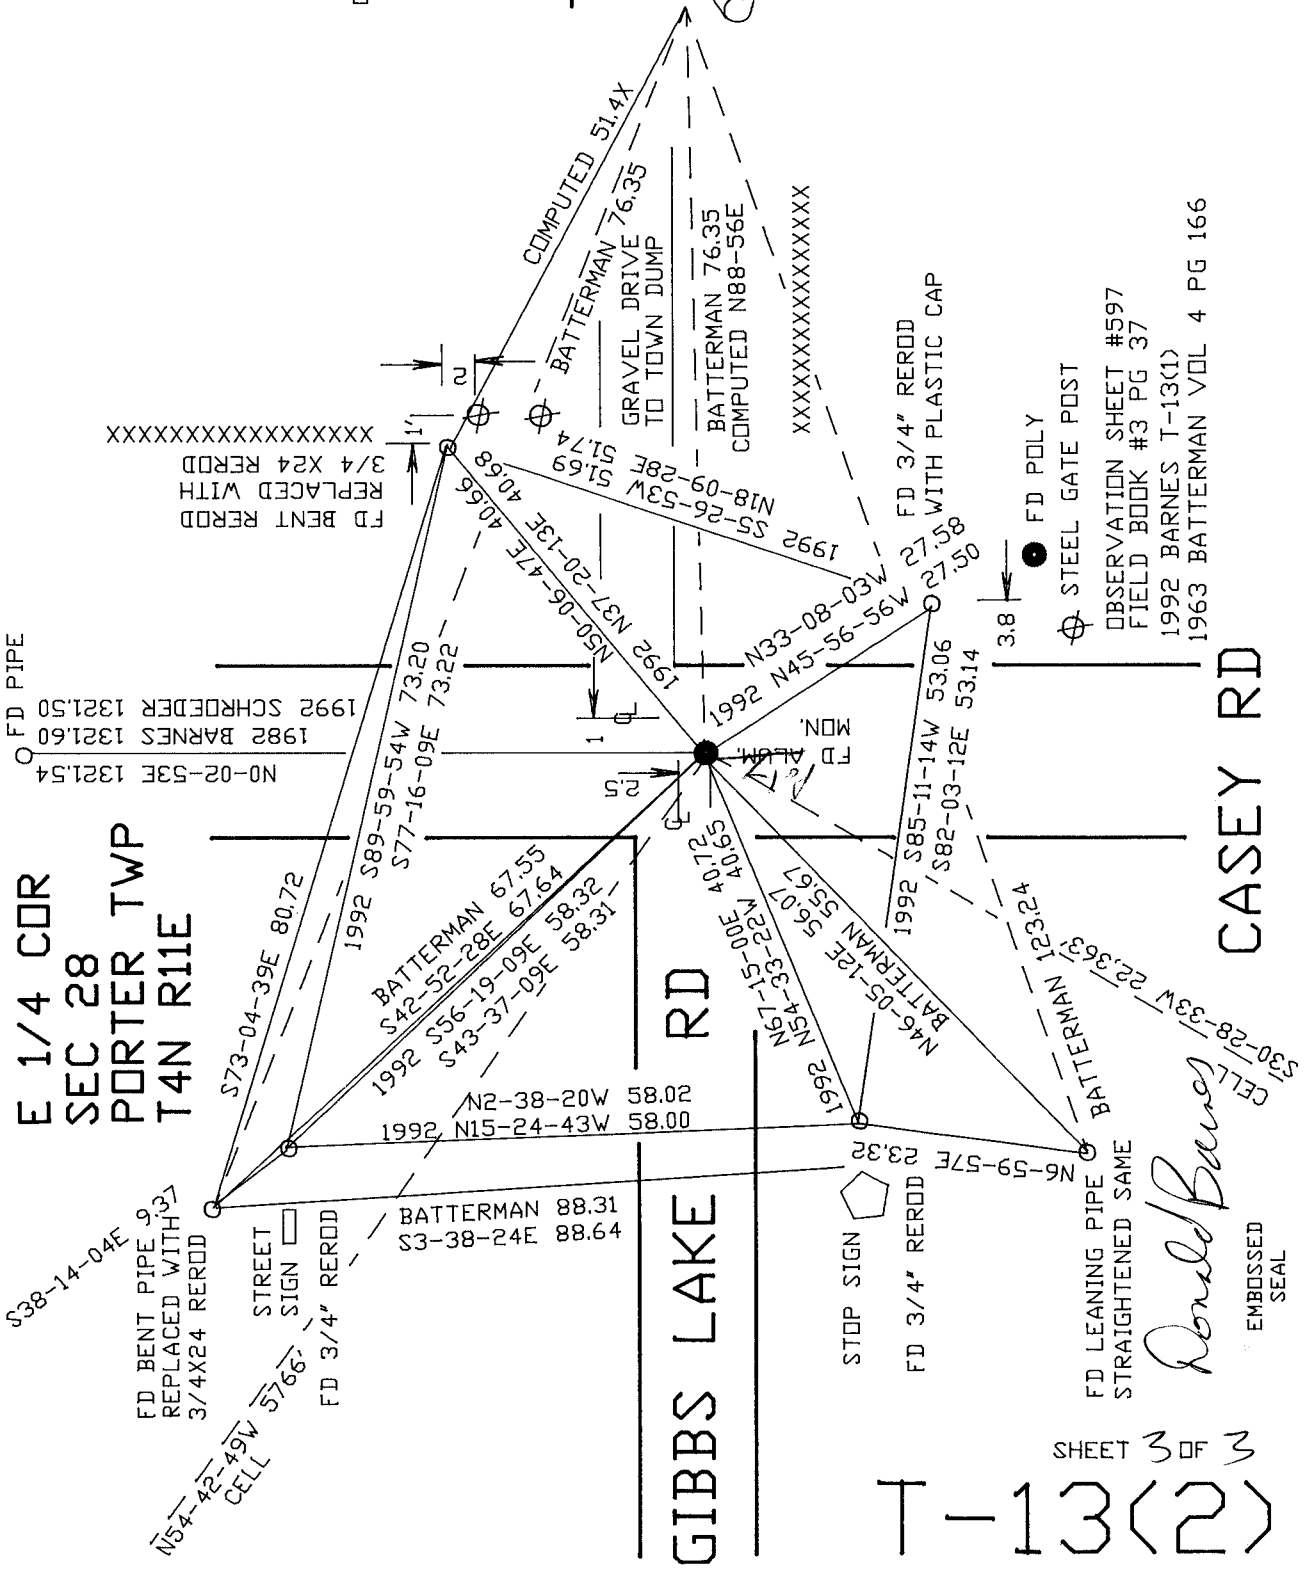 E 1/4 COR
SEC 28
PORTER TWP
T4N R11E
FD PIPE
N0-02-53E 1321.54
1982 BARNES 1321.60
1992 SCHROEDER 1321.50
FD BENT REROD
REPLACED WITH
3/4 X24 REROD
XXXXXXXXXXXXXXXXXX
1'
2
COMPUTED 51.4X
BATTERMAN 76.35
GRAVEL DRIVE
TO TOWN DUMP
BATTERMAN 76.35
COMPUTED N88-56E
XXXXXXXXXXXXXXXXXX
S73-04-39E 80.72
1992 S89-59-54W 73.20
S77-16-09E 73.22
BATTERMAN 67.55
S42-52-28E 67.64
1992 S56-19-09E 58.32
S43-37-09E 58.31
N50-06-47E 40.66
1992 N37-20-13E 40.68
1992 S5-26-53W 51.69
N18-09-28E 51.74
N33-08-03W 27.58
1992 N45-56-56W 27.50
FD 3/4" REROD
WITH PLASTIC CAP
1
2.5
CL
FD
ALUM.
MON.
1992 S85-11-14W 53.06
S82-03-12E 53.14
3.8
N67-15-00E 40.72
1992 N54-33-22W 40.65
N46-05-12E 56.07
BATTERMAN 55.67
BATTERMAN 123.24
S30-28-33W 22,363'
CELL
N2-38-20W 58.02
1992 N15-24-43W 58.00
BATTERMAN 88.31
S3-38-24E 88.64
N6-59-57E 23.32
S38-14-04E 9.37
FD BENT PIPE
REPLACED WITH
3/4X24 REROD
STREET
SIGN
FD 3/4" REROD
N54-42-49W 5766'
CELL
STOP SIGN
FD 3/4" REROD
FD LEANING PIPE
STRAIGHTENED SAME
GIBBS LAKE RD
CASEY RD
FD POLY
STEEL GATE POST
OBSERVATION SHEET #597
FIELD BOOK #3 PG 37
1992 BARNES T-13(1)
1963 BATTERMAN VOL 4 PG 166
Donald Barnes
EMBOSSED
SEAL
SHEET 3 OF 3
T-13(2)